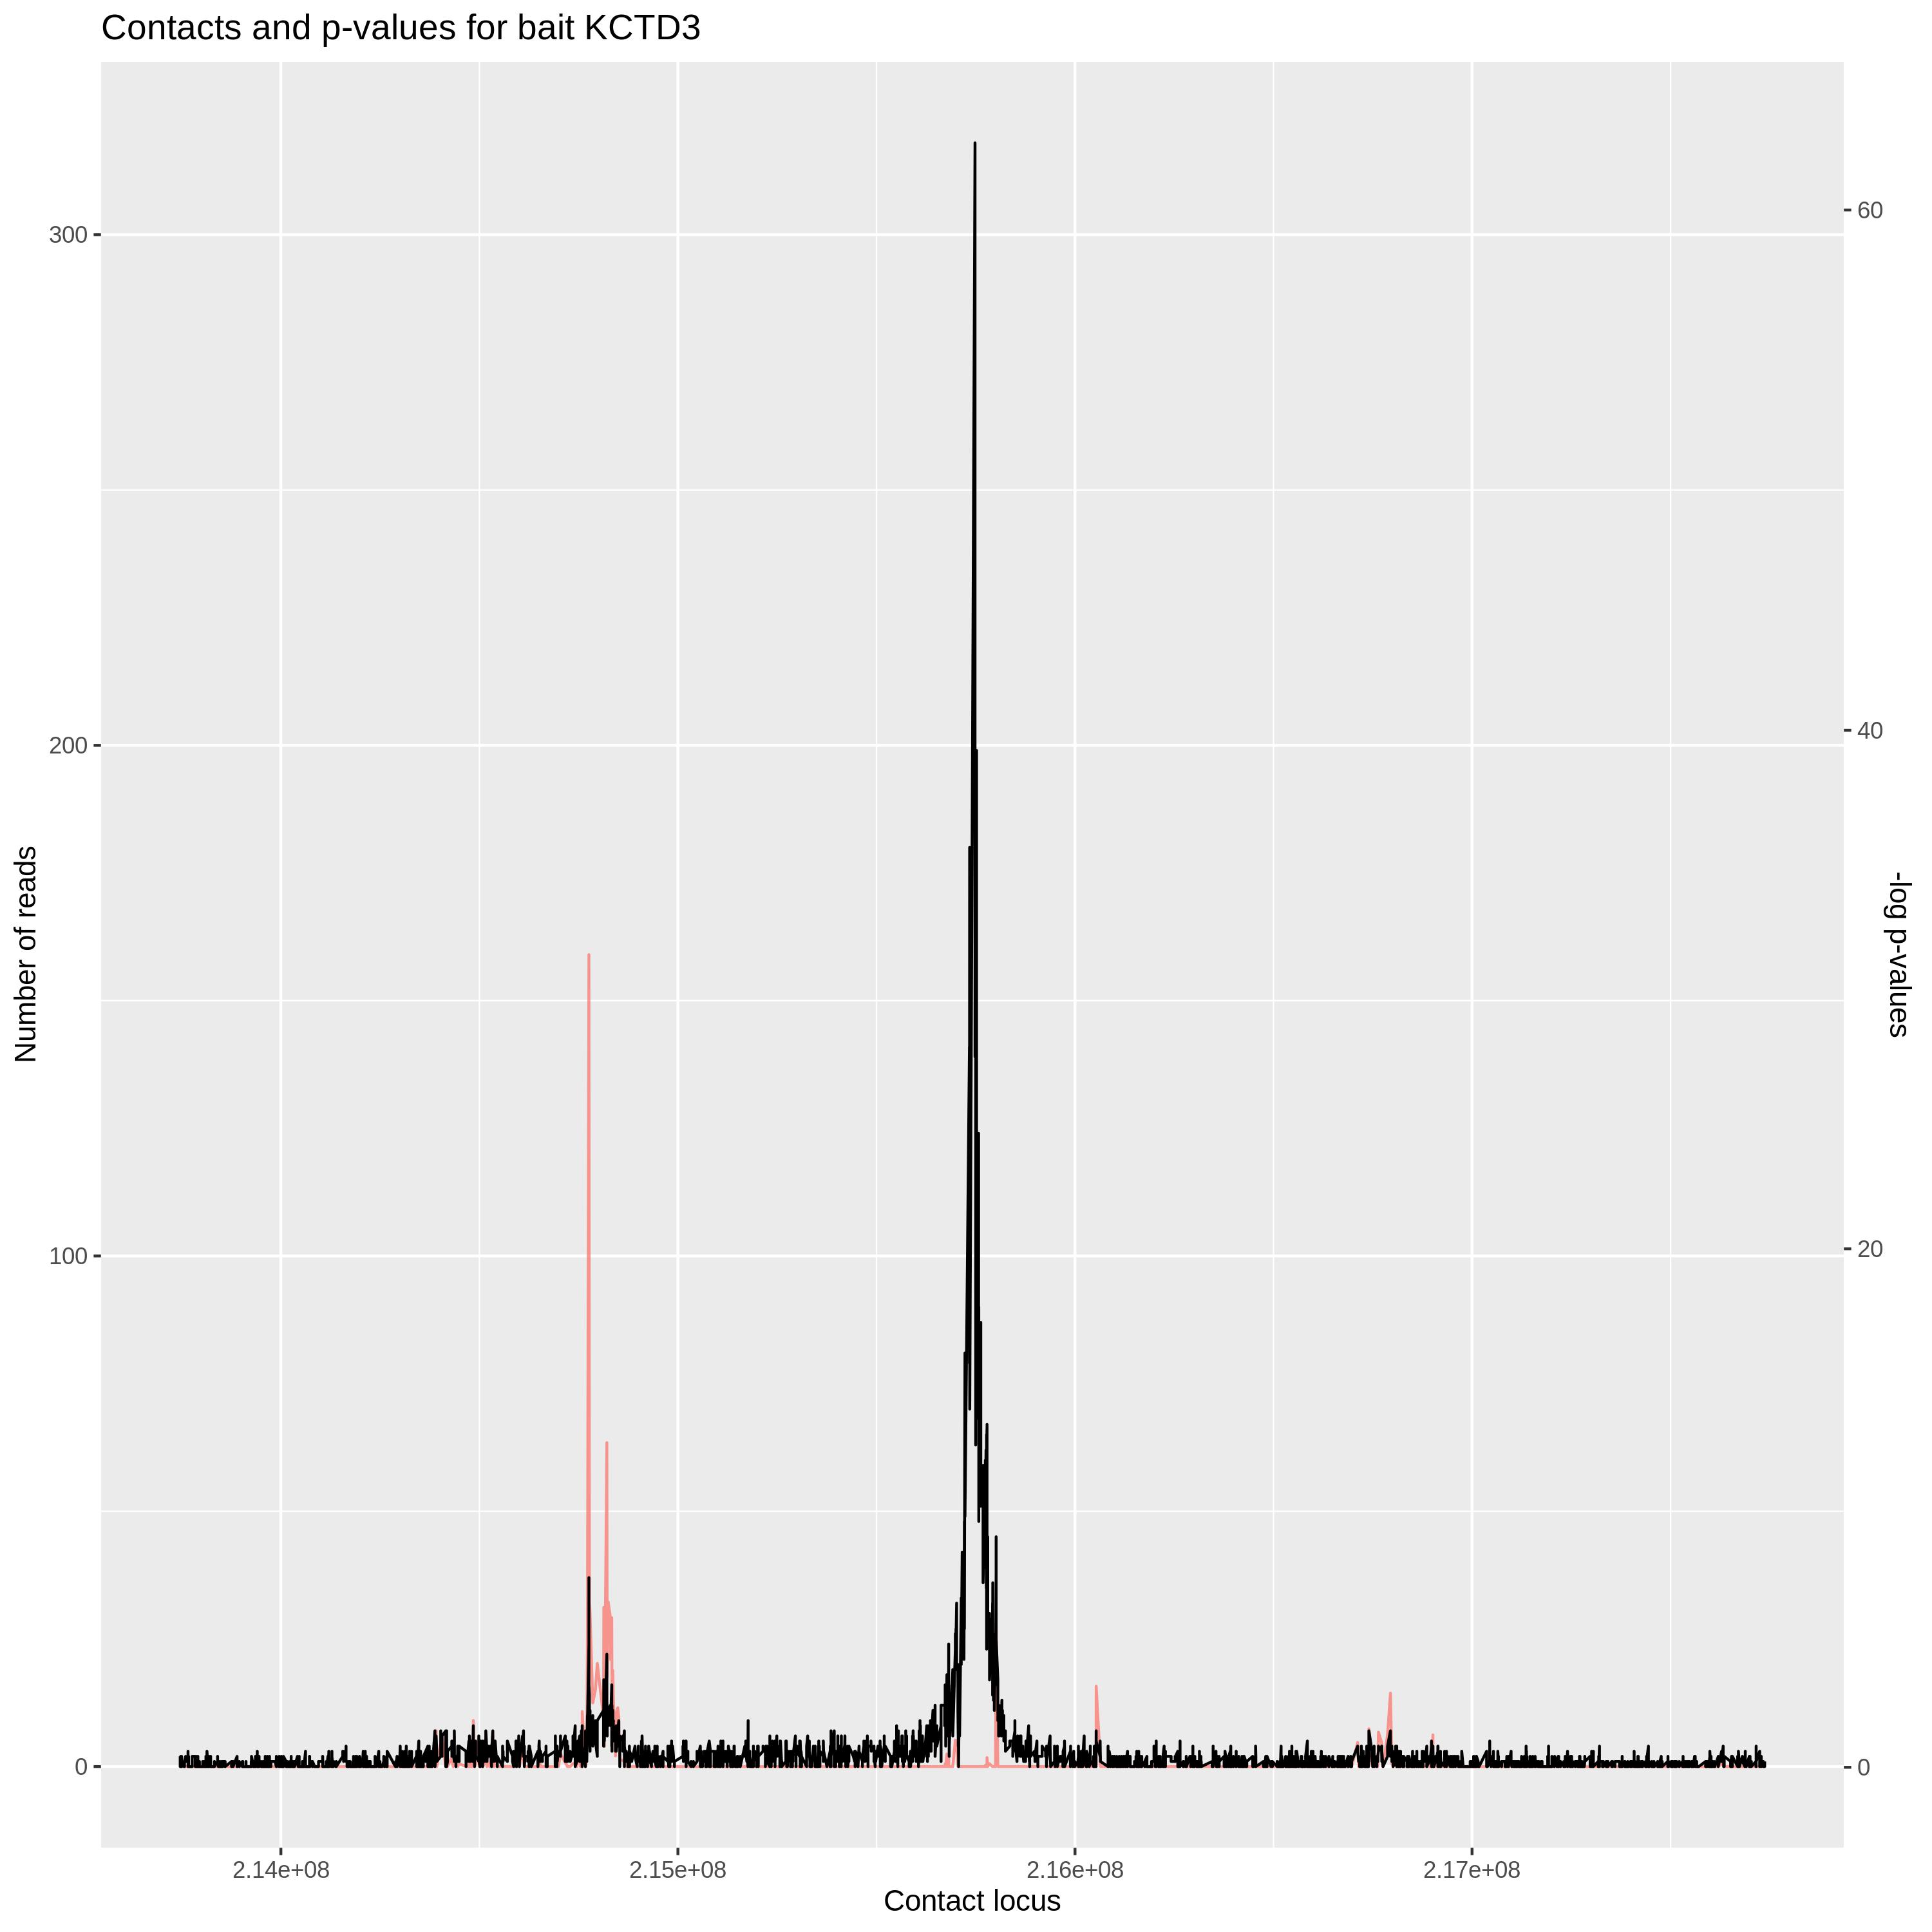 Contacts and p-values for bait KCTD3
300
200
100
0
Number of reads
60
40
20
0
-log p-values
2.14e+08
2.15e+08
2.16e+08
2.17e+08
Contact locus